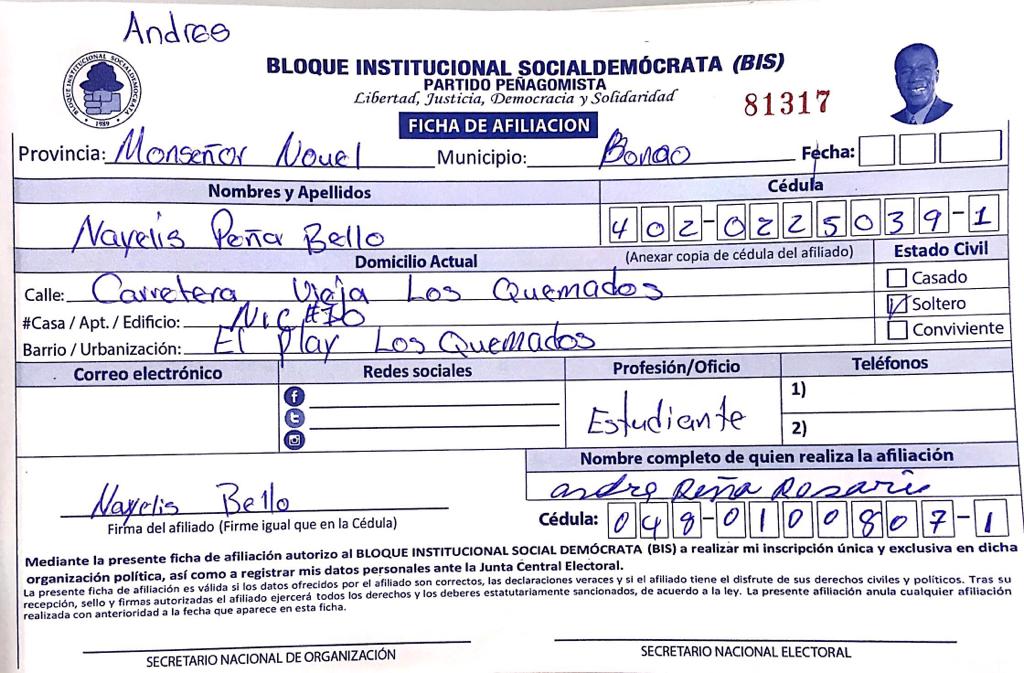 Andres
BLOQUE INSTITUCIONAL SOCIALDEMÓCRATA (BIS)
PARTIDO PEÑAGOMISTA
Libertad, Justicia, Democracia y Solidaridad
81317
BLOQUE INSTITUCIONAL SOCIALDEMOCRATA
1989
FICHA DE AFILIACION
Provincia: Monseñor Nouel Municipio: Bonao Fecha:
Nombres y Apellidos Cédula
Nayelis Peña Bello 402-0225039-1
Domicilio Actual (Anexar copia de cédula del afiliado) Estado Civil
Calle: Carretera Vieja Los Quemados Casado
#Casa / Apt. / Edificio: Nic #70 Soltero
Barrio / Urbanización: El Play Los Quemados Conviviente
Correo electrónico Redes sociales Profesión/Oficio Teléfonos
Estudiante 1)
2)
Nombre completo de quien realiza la afiliación
Nayelis Bello andre Peña Rosario
Firma del afiliado (Firme igual que en la Cédula) Cédula: 048-0100807-1
Mediante la presente ficha de afiliación autorizo al BLOQUE INSTITUCIONAL SOCIAL DEMÓCRATA (BIS) a realizar mi inscripción única y exclusiva en dicha
organización política, así como a registrar mis datos personales ante la Junta Central Electoral.
La presente ficha de afiliación es válida si los datos ofrecidos por el afiliado son correctos, las declaraciones veraces y si el afiliado tiene el disfrute de sus derechos civiles y políticos. Tras su
recepción, sello y firmas autorizadas el afiliado ejercerá todos los derechos y los deberes estatutariamente sancionados, de acuerdo a la ley. La presente afiliación anula cualquier afiliación
realizada con anterioridad a la fecha que aparece en esta ficha.
SECRETARIO NACIONAL DE ORGANIZACIÓN SECRETARIO NACIONAL ELECTORAL